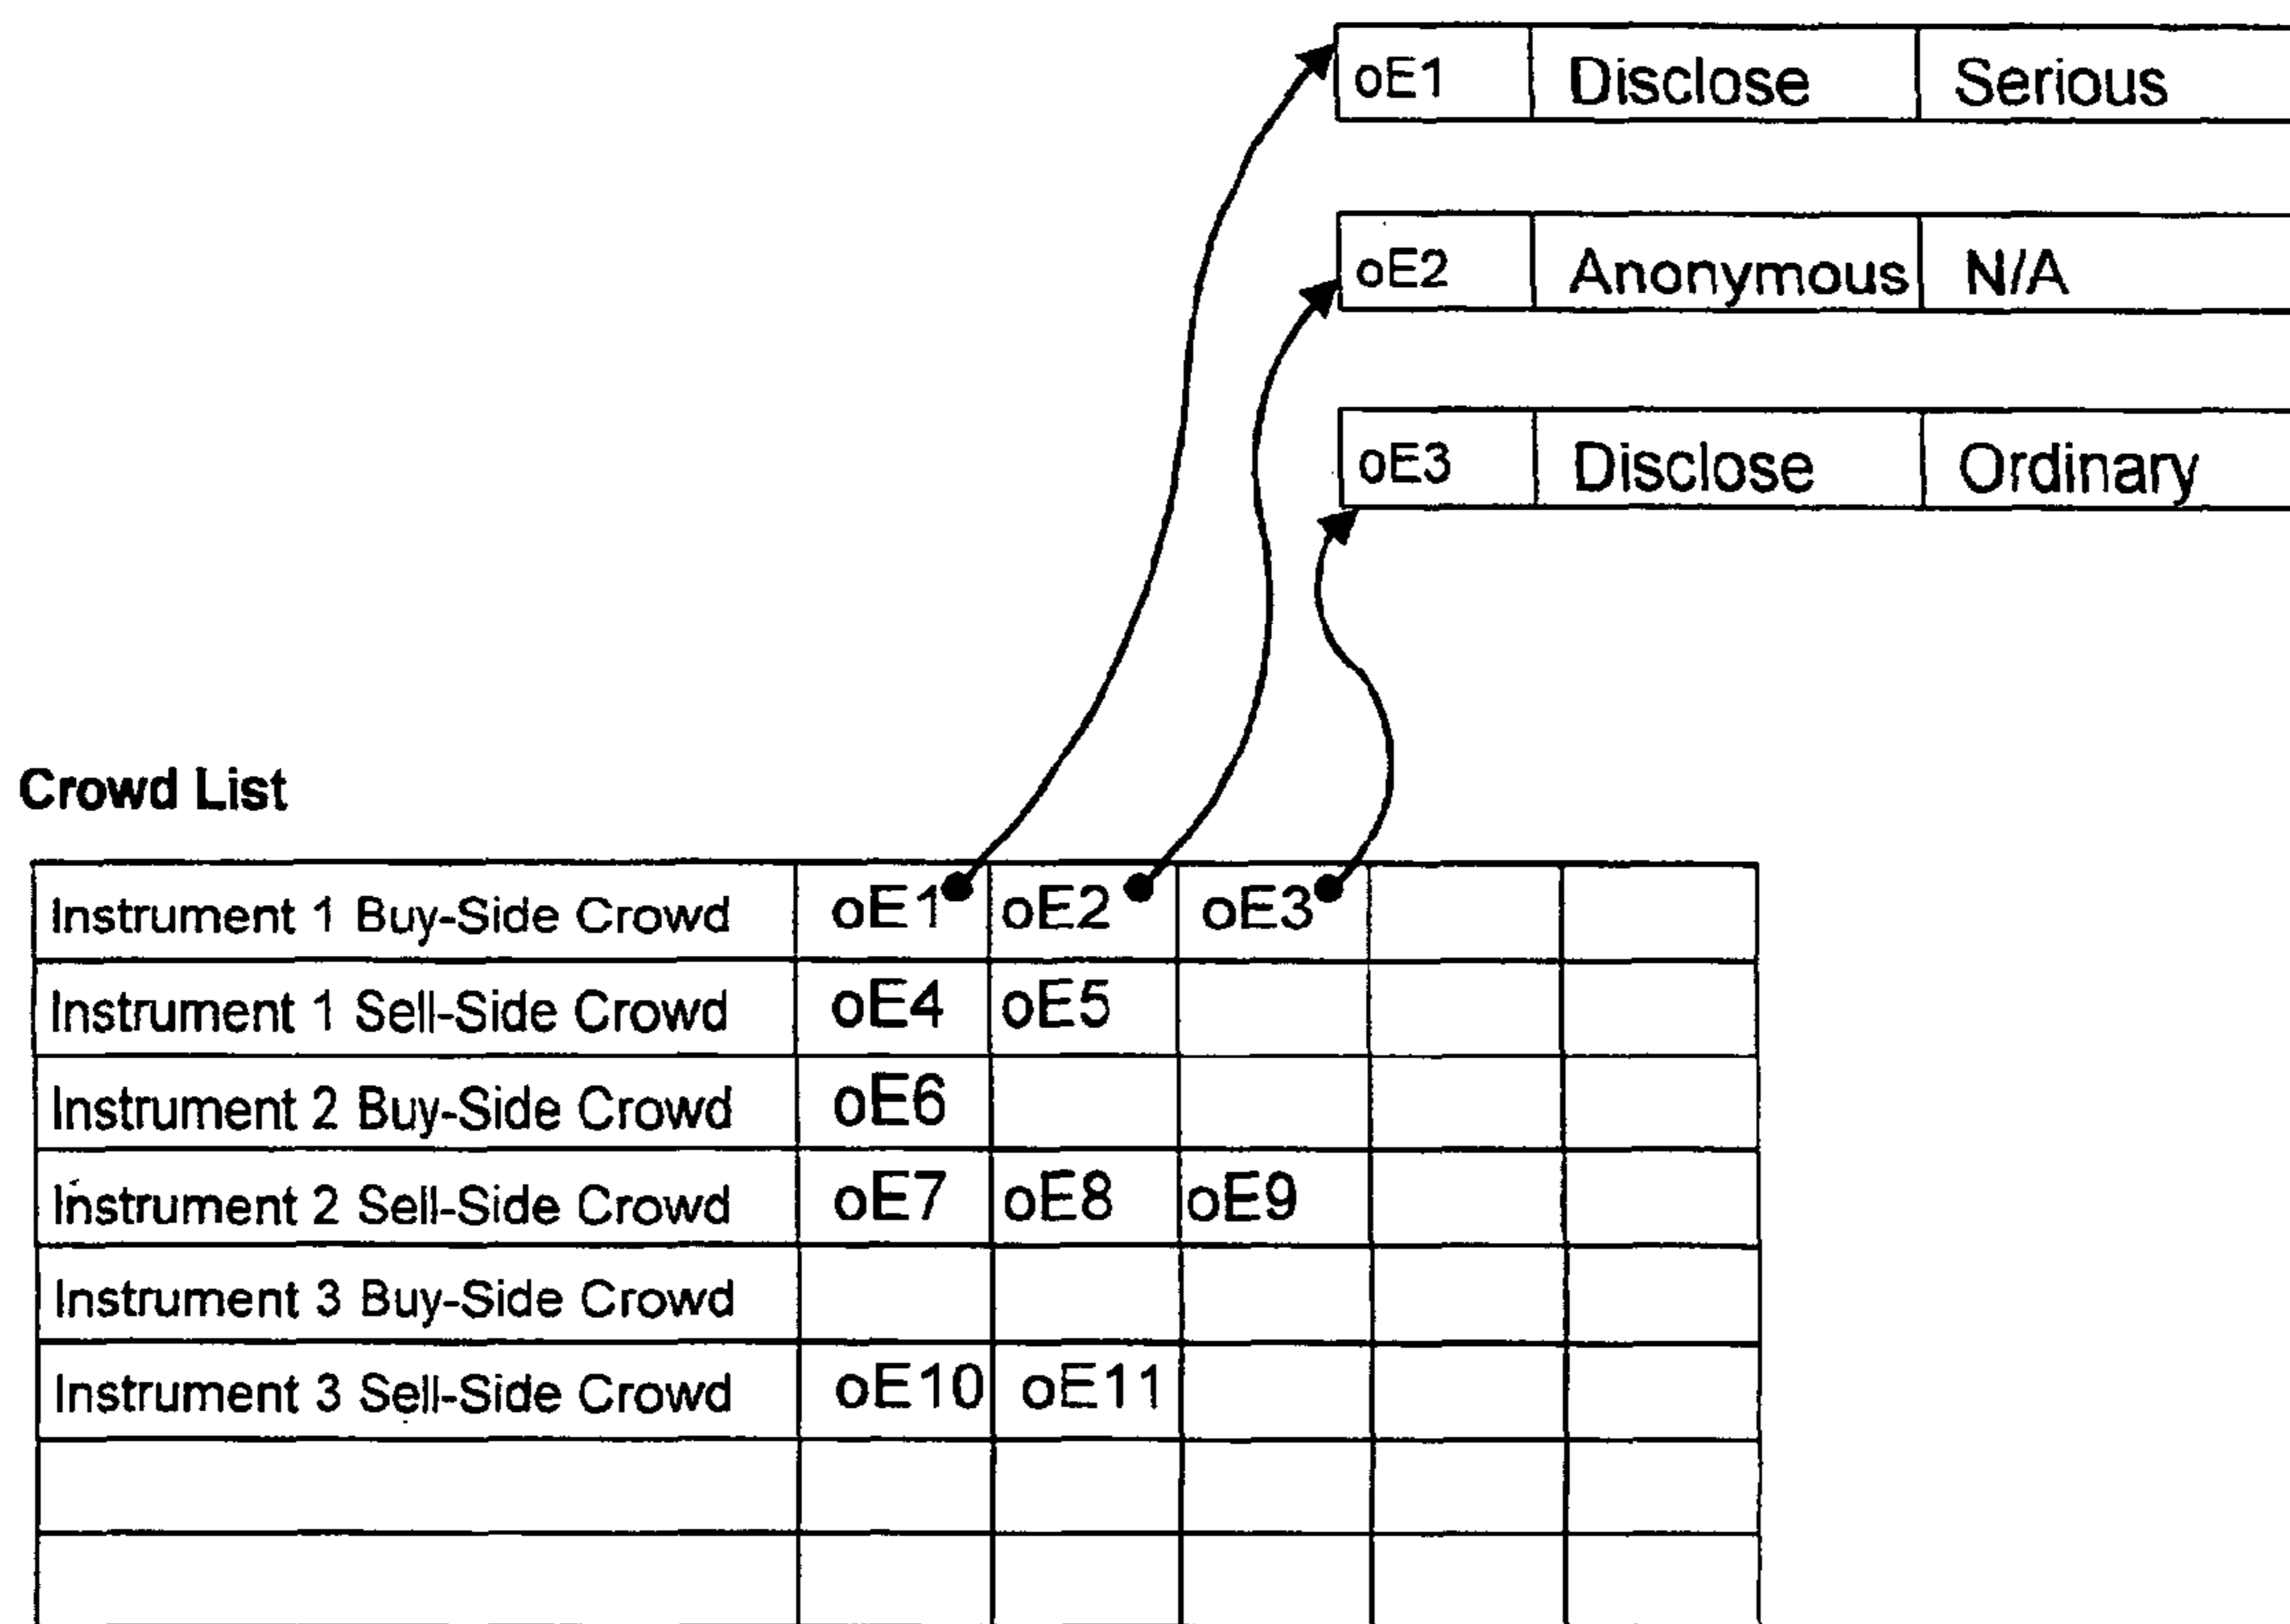 oE1 Disclose Serious
oE2 Anonymous N/A
oE3 Disclose Ordinary
Crowd List
Instrument 1 Buy-Side Crowd oE1 oE2 oE3
Instrument 1 Sell-Side Crowd oE4 oE5
Instrument 2 Buy-Side Crowd oE6
Instrument 2 Sell-Side Crowd oE7 oE8 oE9
Instrument 3 Buy-Side Crowd
Instrument 3 Sell-Side Crowd oE10 oE11